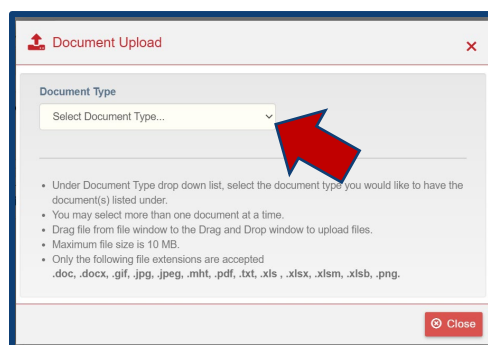 Document Upload
Document Type
Select Document Type...
• Under Document Type drop down list, select the document type you would like to have the
document(s) listed under.
• You may select more than one document at a time.
• Drag file from file window to the Drag and Drop window to upload files.
• Maximum file size is 10 MB.
• Only the following file extensions are accepted
.doc, .docx, .gif, .jpg, .jpeg, .mht, .pdf, .txt, .xls , .xlsx, .xlsm, .xlsb, .png.
Close